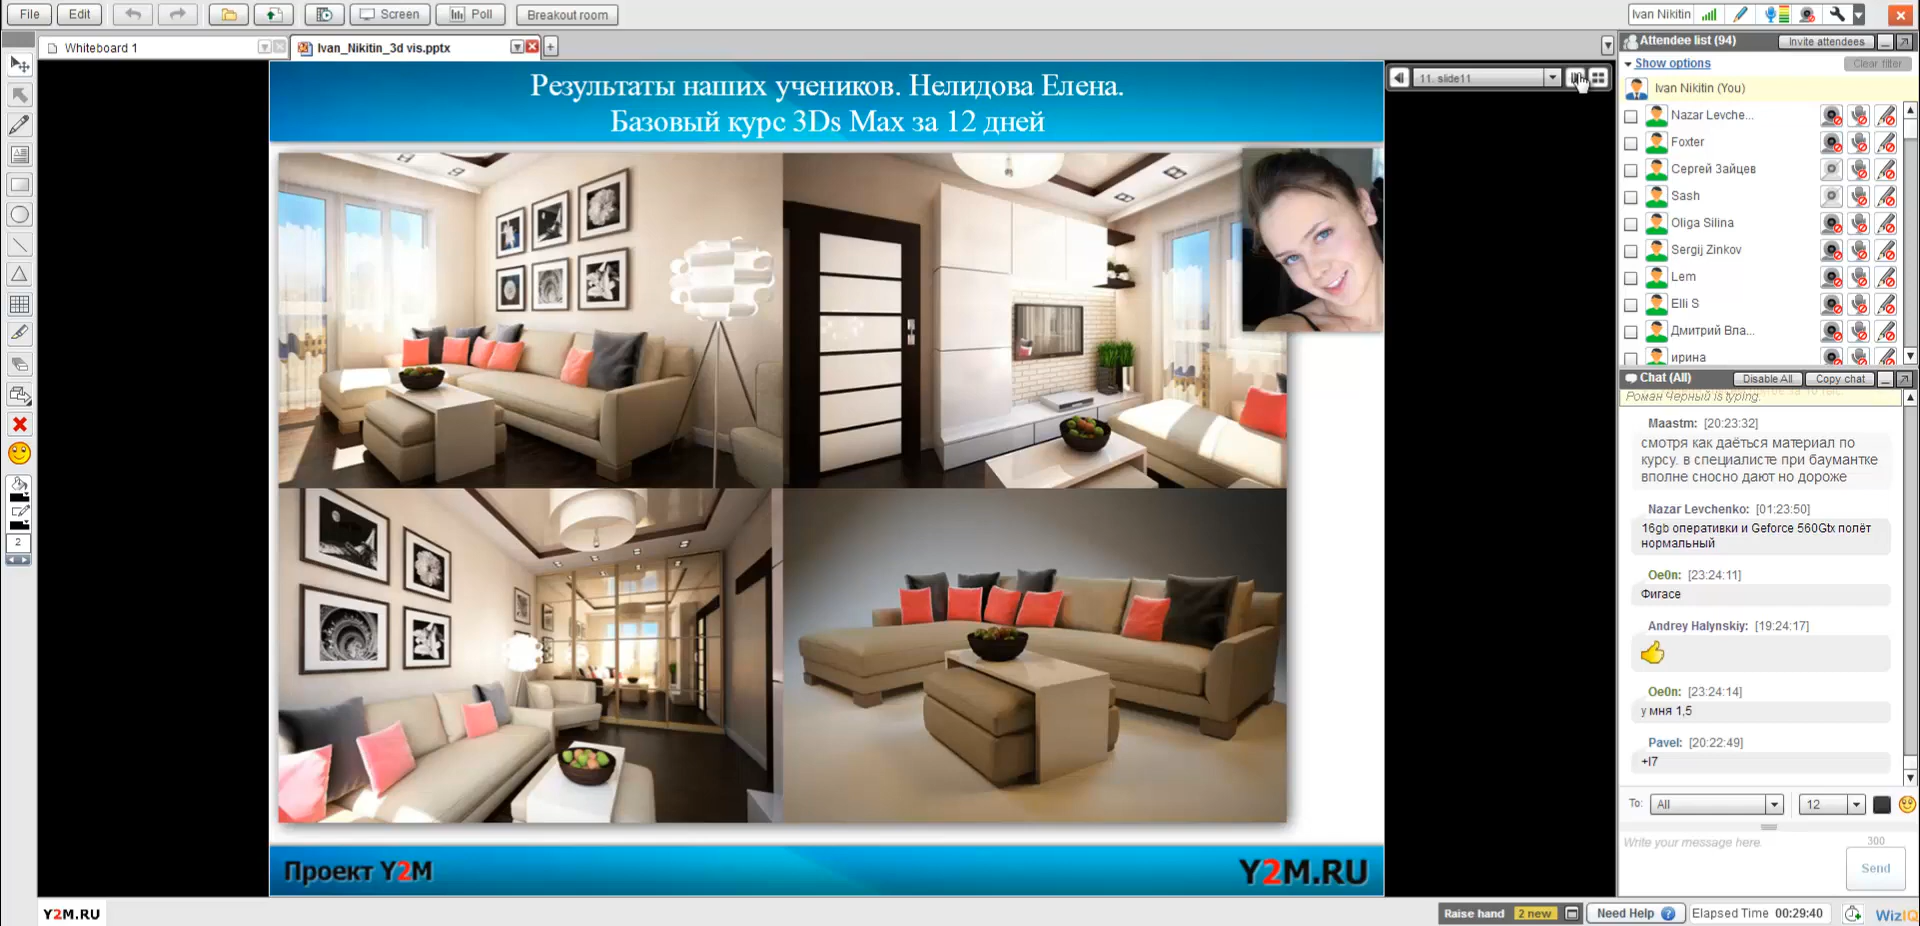 File
Edit
Screen
Poll
Breakout room
Ivan Nikitin
Whiteboard 1
Ivan_Nikitin_3d vis.pptx
Результаты наших учеников. Нелидова Елена.
Базовый курс 3Ds Max за 12 дней
11. slide11
Attendee list (94)
Invite attendees
Show options
Clear filter
Ivan Nikitin (You)
Nazar Levche...
Foxter
Сергей Зайцев
Sash
Oliga Silina
Sergij Zinkov
Lem
Elli S
Дмитрий Вла...
ирина
Chat (All)
Disable All
Copy chat
Роман Черный is typing.
Maastm: [20:23:32]
смотря как даёться материал по
курсу. в специалисте при баумантке
вполне сносно дают но дороже
Nazar Levchenko: [01:23:50]
16gb оперативки и Geforce 560Gtx полёт
нормальный
Oe0n: [23:24:11]
Фигасе
Andrey Halynskiy: [19:24:17]
Oe0n: [23:24:14]
у мня 1,5
Pavel: [20:22:49]
+I7
To:
All
12
Write your message here.
300
Send
2
Проект Y2M
Y2M.RU
Y2M.RU
Raise hand
2 new
Need Help
?
Elapsed Time 00:29:40
WizIQ